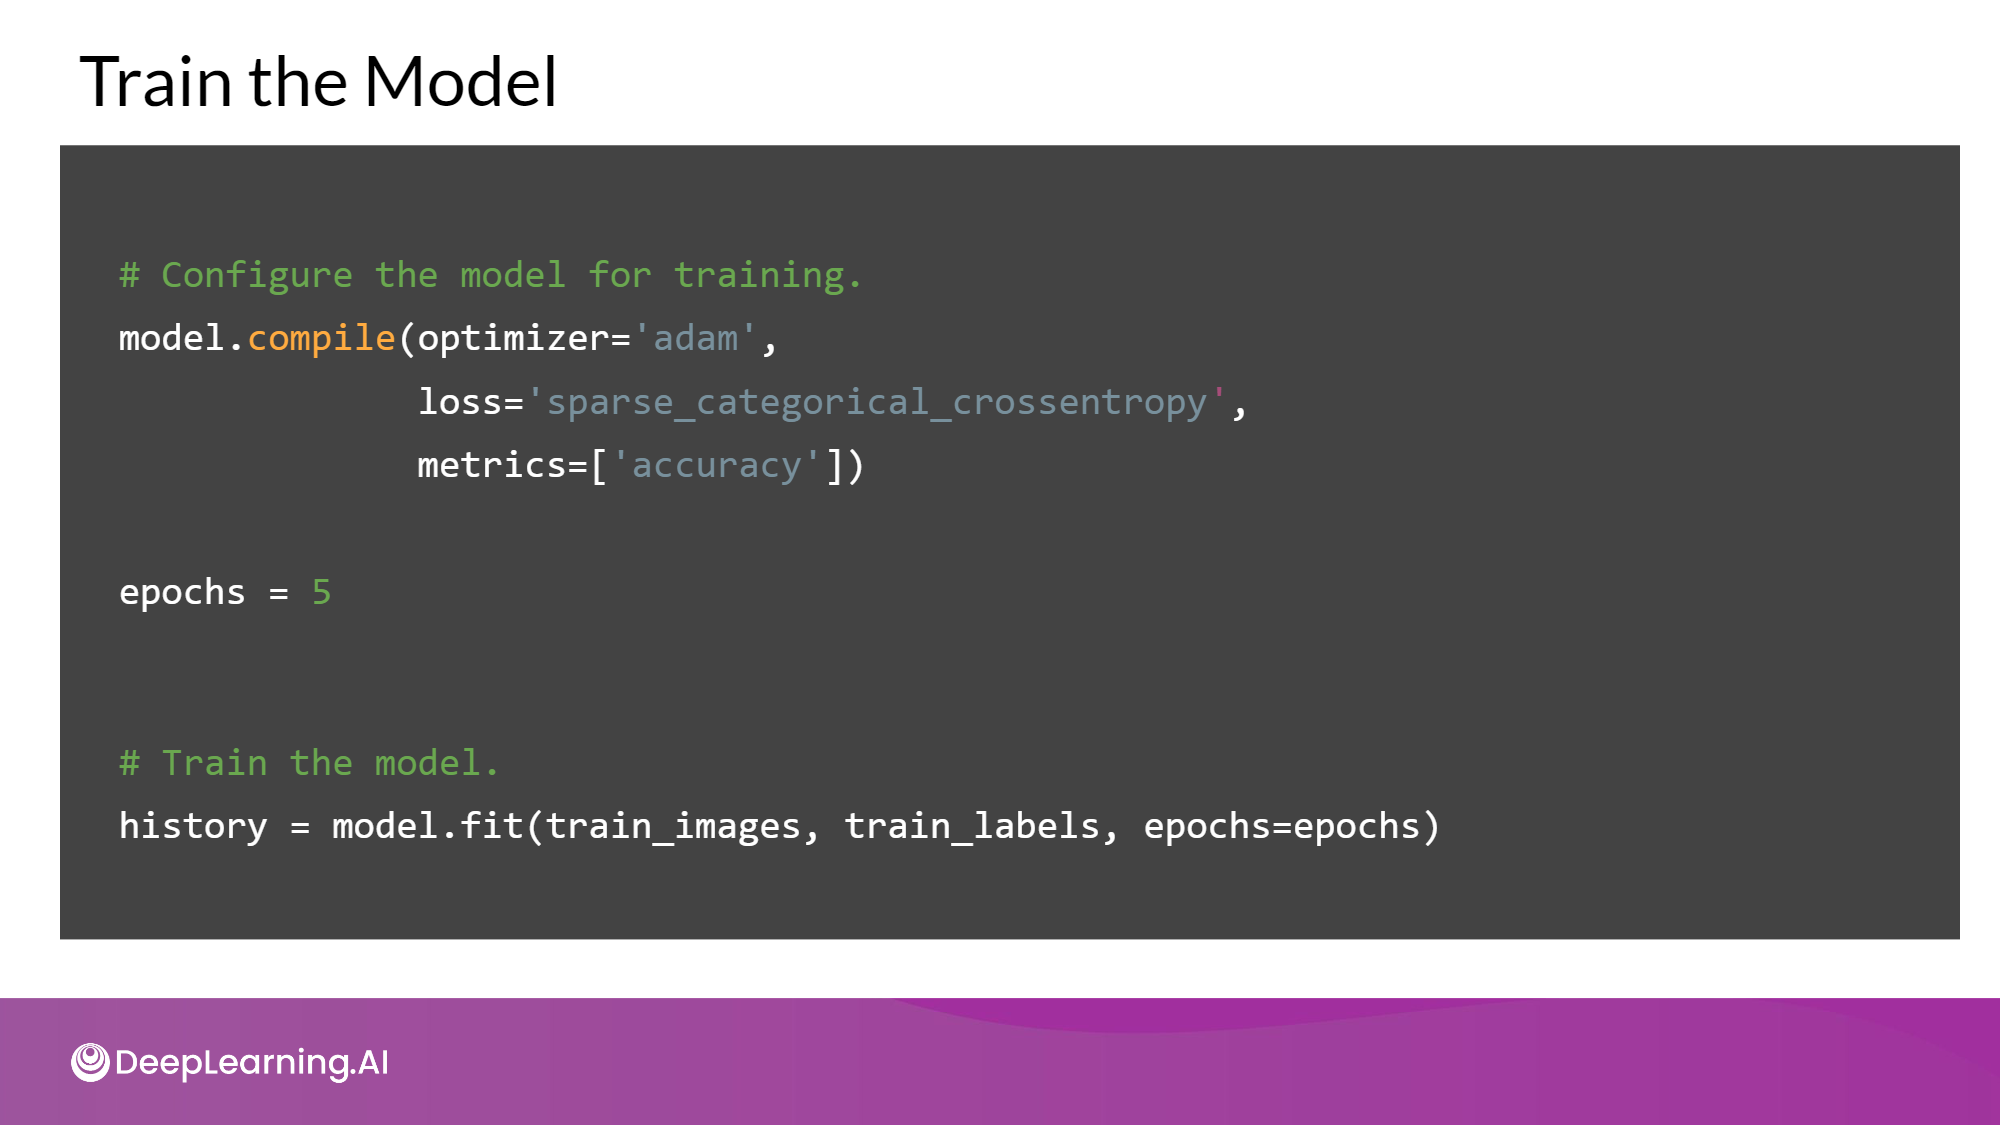 Train the Model
# Configure the model for training.
model.compile(optimizer='adam',
loss='sparse_categorical_crossentropy',
metrics=['accuracy'])
epochs = 5
# Train the model.
history = model.fit(train_images, train_labels, epochs=epochs)
DeepLearning.AI